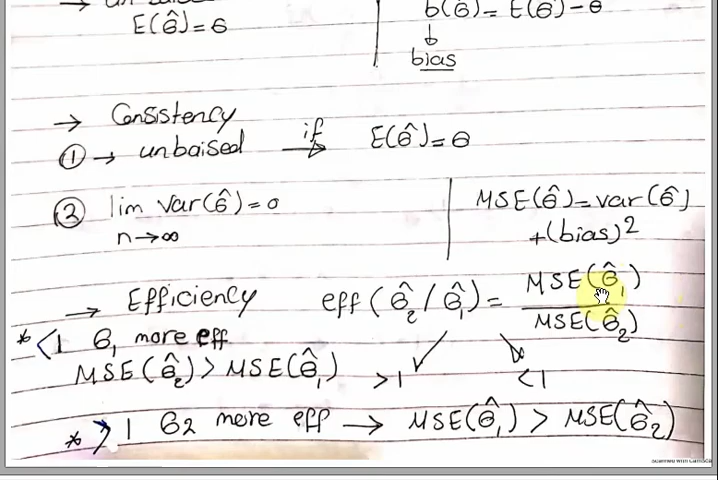 E(θ̂) = θ
b(θ̂) = E(θ̂) - θ
bias
→ Consistency
① → unbaised if E(θ̂) = θ
② lim var(θ̂) = 0
n → ∞
MSE(θ̂) = var(θ̂)
+(bias)²
→ Efficiency eff(θ̂₂/θ̂₁) = MSE(θ̂₁)/MSE(θ̂₂)
* <1 θ₁ more eff
MSE(θ̂₂) > MSE(θ̂₁) >1 <1
* >1 θ2 more eff → MSE(θ̂₁) > MSE(θ̂₂)